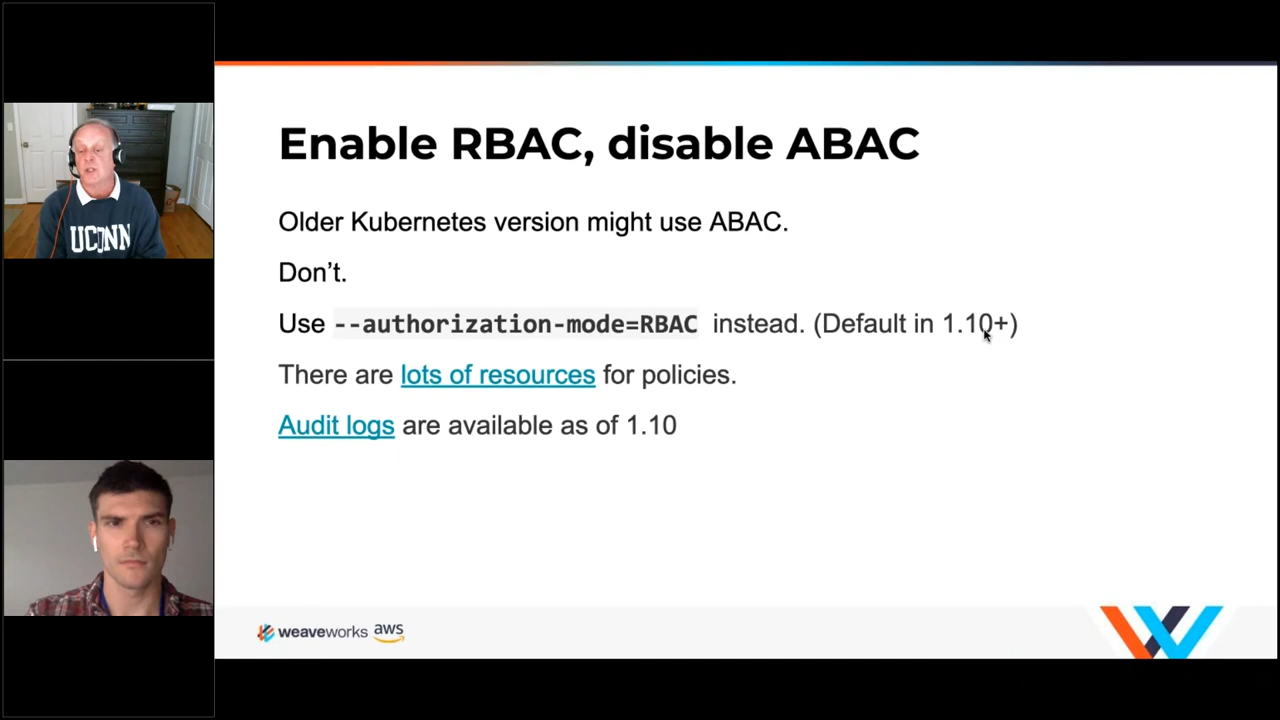 UCONN
Enable RBAC, disable ABAC
Older Kubernetes version might use ABAC.
Don't.
Use --authorization-mode=RBAC instead. (Default in 1.10+)
There are lots of resources for policies.
Audit logs are available as of 1.10
weaveworks aws